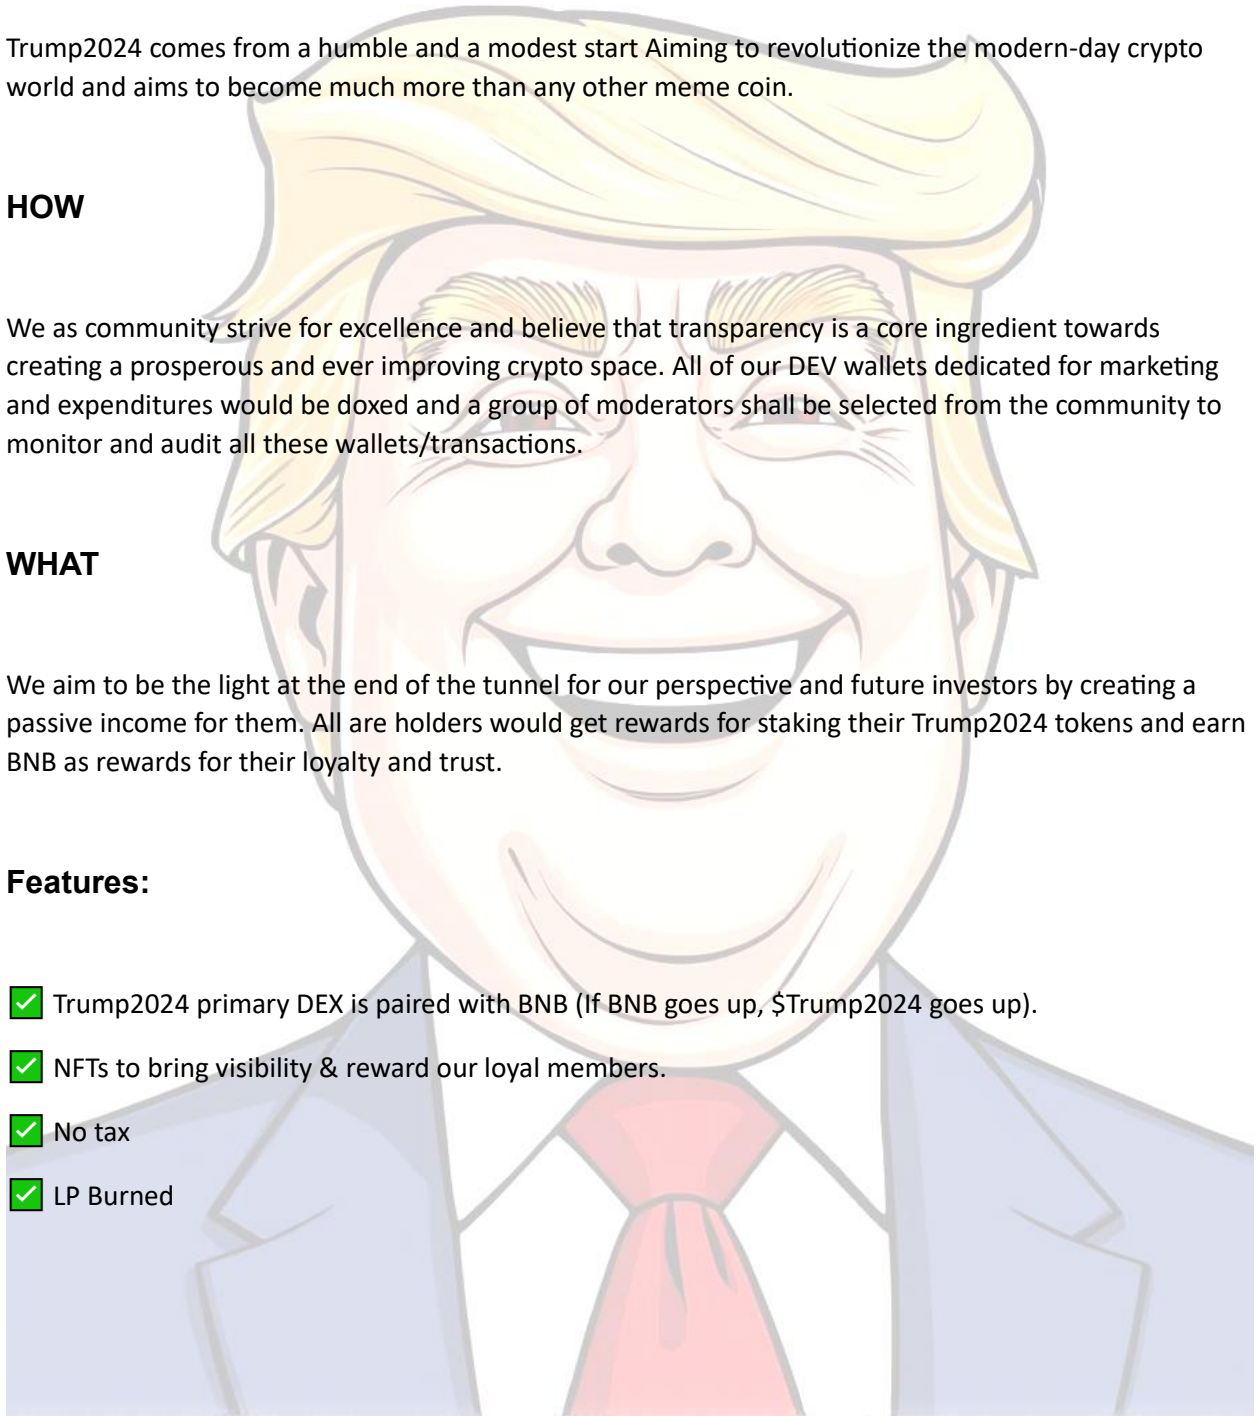 Trump2024 comes from a humble and a modest start Aiming to revolutionize the modern-day crypto
world and aims to become much more than any other meme coin.
HOW
We as community strive for excellence and believe that transparency is a core ingredient towards
creating a prosperous and ever improving crypto space. All of our DEV wallets dedicated for marketing
and expenditures would be doxed and a group of moderators shall be selected from the community to
monitor and audit all these wallets/transactions.
WHAT
We aim to be the light at the end of the tunnel for our perspective and future investors by creating a
passive income for them. All are holders would get rewards for staking their Trump2024 tokens and earn
BNB as rewards for their loyalty and trust.
Features:
✅ Trump2024 primary DEX is paired with BNB (If BNB goes up, $Trump2024 goes up).
✅ NFTs to bring visibility & reward our loyal members.
✅ No tax
✅ LP Burned